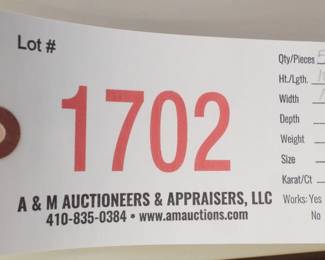 Lot #
1702
A & M AUCTIONEERS & APPRAISERS, LLC
410-835-0384 • www.amauctions.com
Qty/Pieces
Ht./Lgth.
Width
Depth
Weight
Size
Karat/Ct
Works: Yes
No